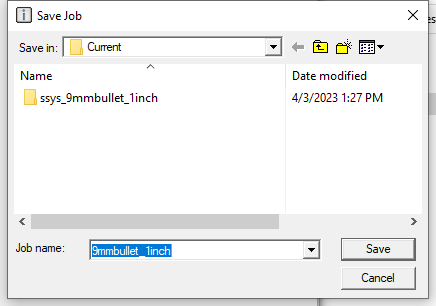 Save Job
Save in: Current
Name Date modified
ssys_9mmbullet_1inch 4/3/2023 1:27 PM
Job name: 9mmbullet_1inch Save
Cancel